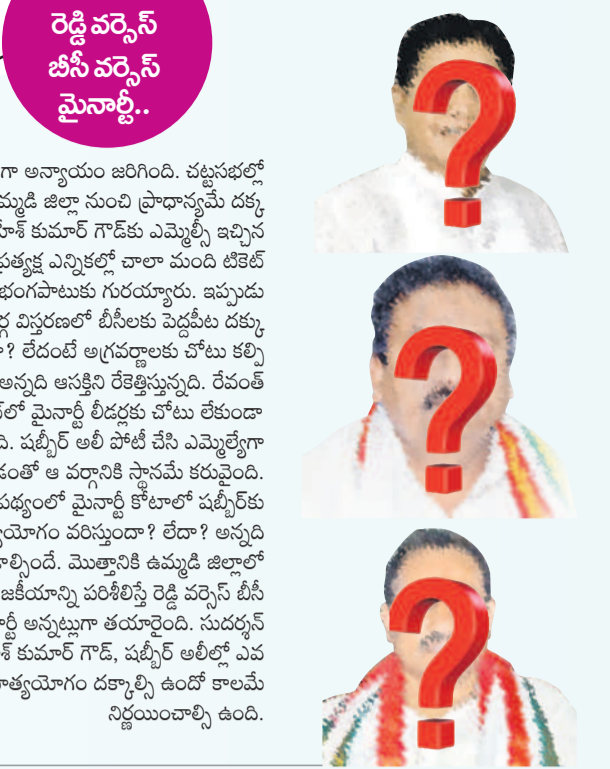 రెడ్డి వర్సెస్
బీసీ వర్సెస్
మైనార్టీ..
గా అన్యాయం జరిగింది. చట్టసభల్లో
మ్మడి జిల్లా నుంచి ప్రాధాన్యమే దక్క
హేశ్ కుమార్ గౌడ్‌కు ఎమ్మెల్సీ ఇచ్చిన
ప్రత్యక్ష ఎన్నికల్లో చాలా మంది టికెట్
భంగపాటుకు గురయ్యారు. ఇప్పుడు
ర్గ విస్తరణలో బీసీలకు పెద్దపీట దక్కు
? లేదంటే అగ్రవర్ణాలకు చోటు కల్పి
అన్నది ఆసక్తిని రేకెత్తిస్తున్నది. రేవంత్
లో మైనార్టీ లీడర్లకు చోటు లేకుండా
ది. షబ్బీర్ అలీ పోటీ చేసి ఎమ్మెల్యేగా
డంతో ఆ వర్గానికి స్థానమే కరువైంది.
పథ్యంలో మైనార్టీ కోటాలో షబ్బీర్‌కు
యోగం వరిస్తుందా? లేదా? అన్నది
ల్సిందే. మొత్తానికి ఉమ్మడి జిల్లాలో
జకీయాన్ని పరిశీలిస్తే రెడ్డి వర్సెస్ బీసీ
ర్టీ అన్నట్లుగా తయారైంది. సుదర్శన్
శ్ కుమార్ గౌడ్, షబ్బీర్ అలీల్లో ఎవ
మాత్యయోగం దక్కాల్సి ఉందో కాలమే
నిర్ణయించాల్సి ఉంది.
? 
?
?